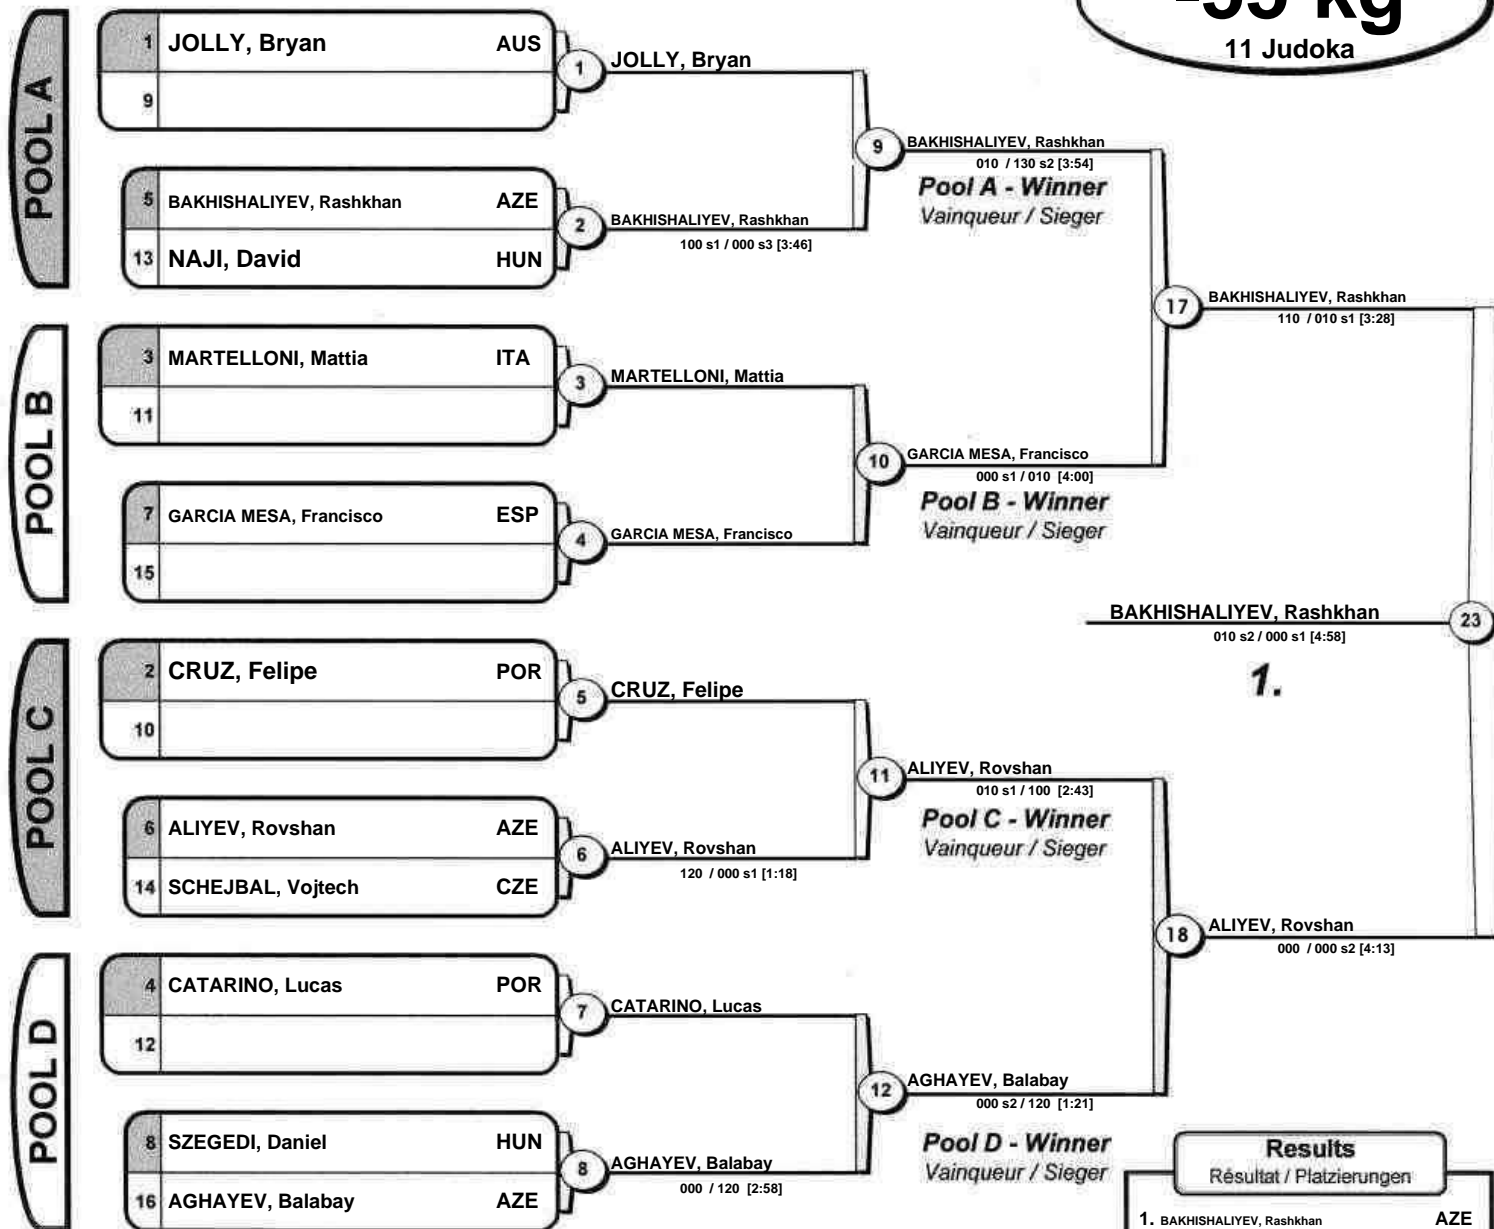 -55 kg
11 Judoka
POOL A
1 JOLLY, Bryan AUS
9
1 JOLLY, Bryan
5 BAKHISHALIYEV, Rashkhan AZE
13 NAJI, David HUN
2 BAKHISHALIYEV, Rashkhan
100 s1 / 000 s3 [3:46]
9 BAKHISHALIYEV, Rashkhan
010 / 130 s2 [3:54]
Pool A - Winner
Vainqueur / Sieger
POOL B
3 MARTELLONI, Mattia ITA
11
3 MARTELLONI, Mattia
7 GARCIA MESA, Francisco ESP
15
4 GARCIA MESA, Francisco
10 GARCIA MESA, Francisco
000 s1 / 010 [4:00]
Pool B - Winner
Vainqueur / Sieger
17 BAKHISHALIYEV, Rashkhan
110 / 010 s1 [3:28]
BAKHISHALIYEV, Rashkhan 23
010 s2 / 000 s1 [4:58]
1.
POOL C
2 CRUZ, Felipe POR
10
5 CRUZ, Felipe
6 ALIYEV, Rovshan AZE
14 SCHEJBAL, Vojtech CZE
6 ALIYEV, Rovshan
120 / 000 s1 [1:18]
11 ALIYEV, Rovshan
010 s1 / 100 [2:43]
Pool C - Winner
Vainqueur / Sieger
18 ALIYEV, Rovshan
000 / 000 s2 [4:13]
POOL D
4 CATARINO, Lucas POR
12
7 CATARINO, Lucas
8 SZEGEDI, Daniel HUN
16 AGHAYEV, Balabay AZE
8 AGHAYEV, Balabay
000 / 120 [2:58]
12 AGHAYEV, Balabay
000 s2 / 120 [1:21]
Pool D - Winner
Vainqueur / Sieger
Results
Résultat / Platzierungen
1. BAKHISHALIYEV, Rashkhan AZE